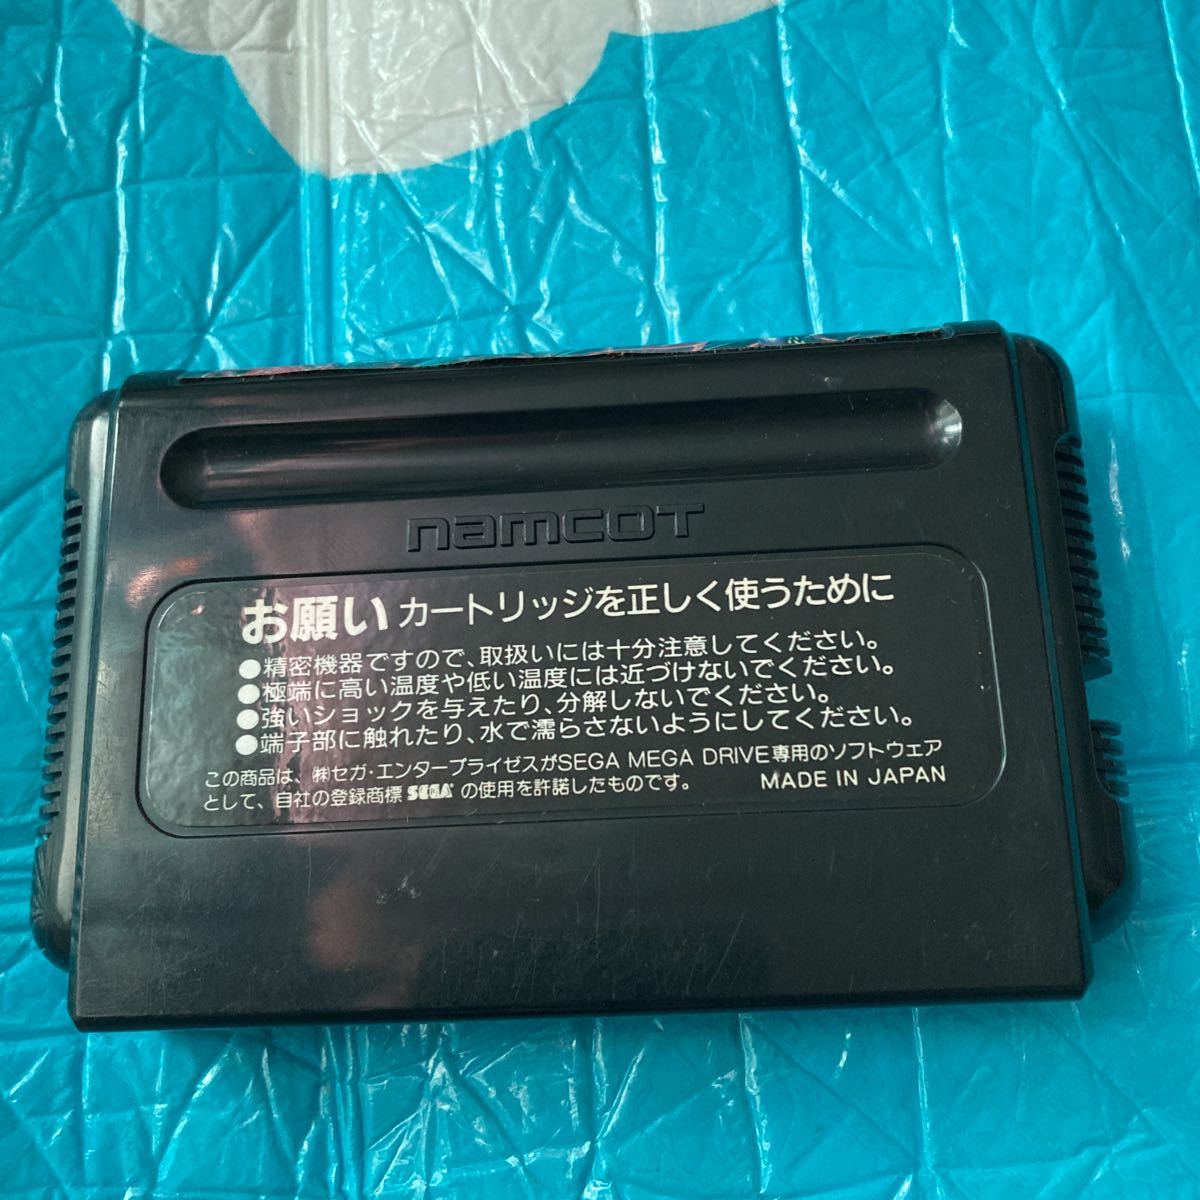 namcot
お願い カートリッジを正しく使うために
●精密機器ですので、取扱いには十分注意してください。
●極端に高い温度や低い温度には近づけないでください。
●強いショックを与えたり、分解しないでください。
●端子部に触れたり、水で濡らさないようにしてください。
この商品は、㈱セガ・エンタープライゼスがSEGA MEGA DRIVE専用のソフトウェア
として、自社の登録商標 SEGA の使用を許諾したものです。 MADE IN JAPAN